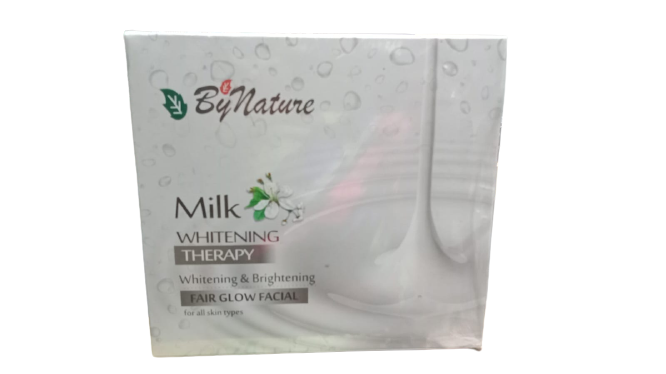 ByNature
Milk
WHITENING
THERAPY
Whitening & Brightening
FAIR GLOW FACIAL
for all skin types